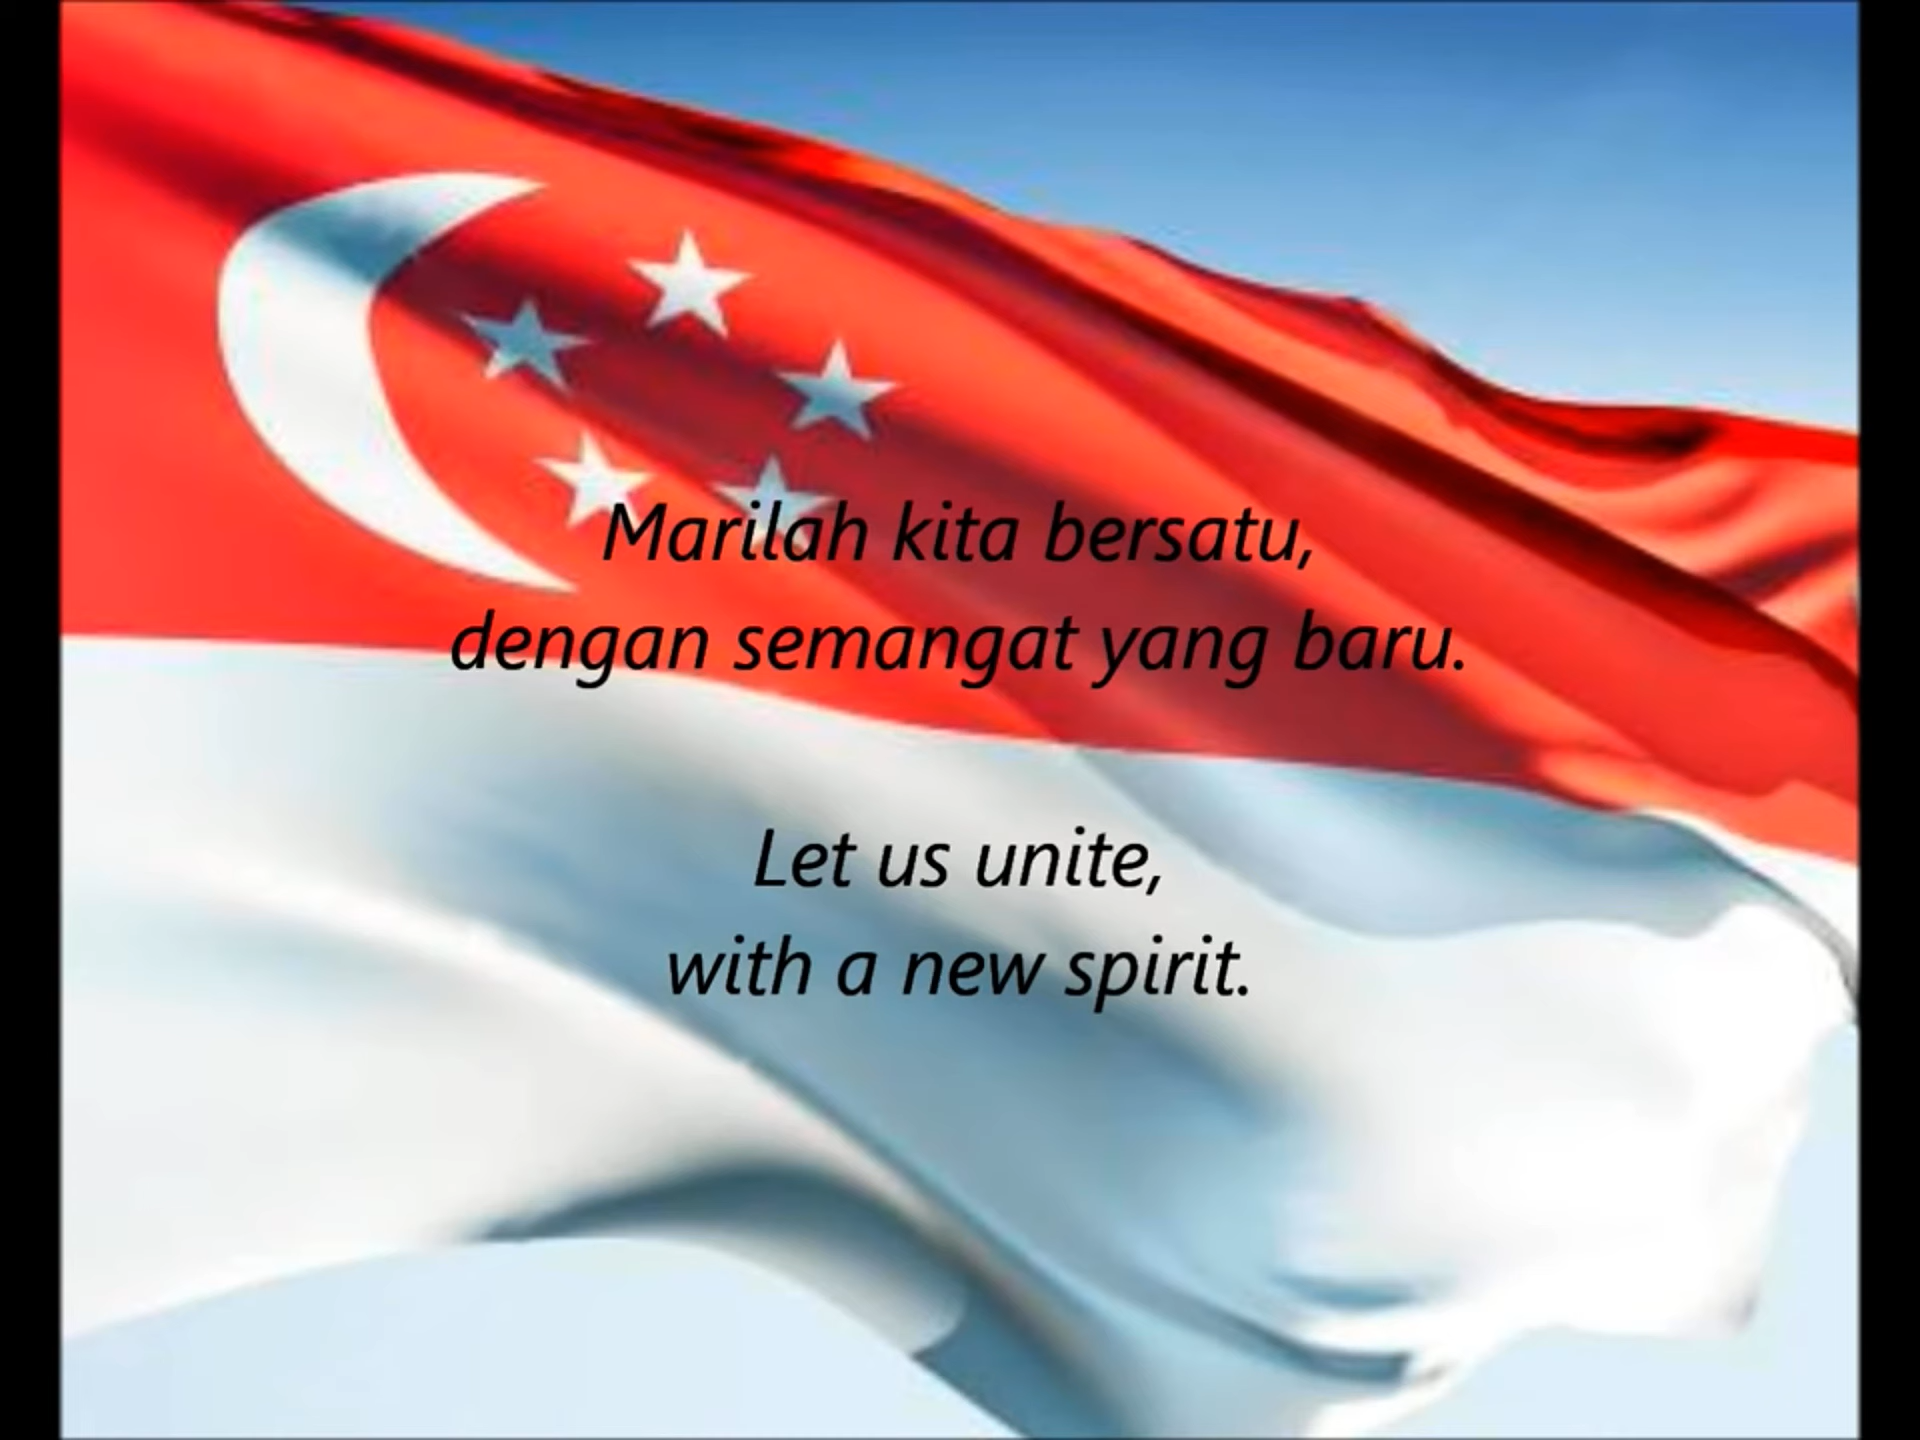 Marilah kita bersatu,
dengan semangat yang baru.
Let us unite,
with a new spirit.